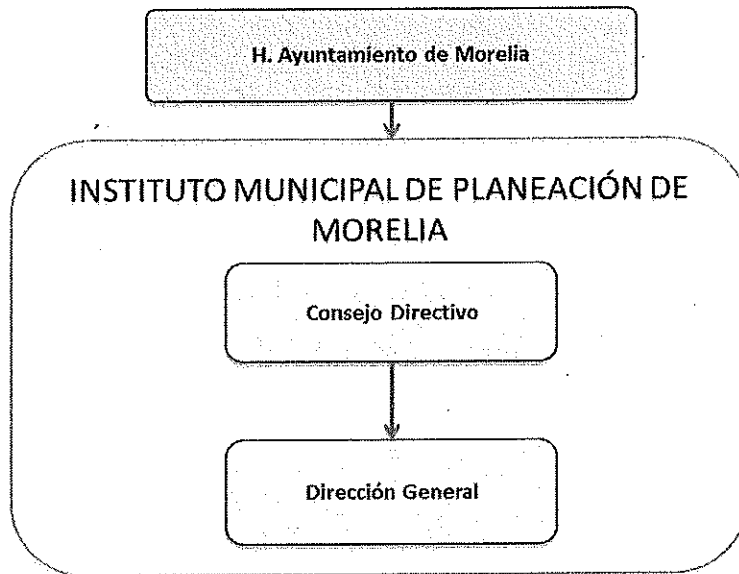 H. Ayuntamiento de Morelia
INSTITUTO MUNICIPAL DE PLANEACIÓN DE
MORELIA
Consejo Directivo
Dirección General